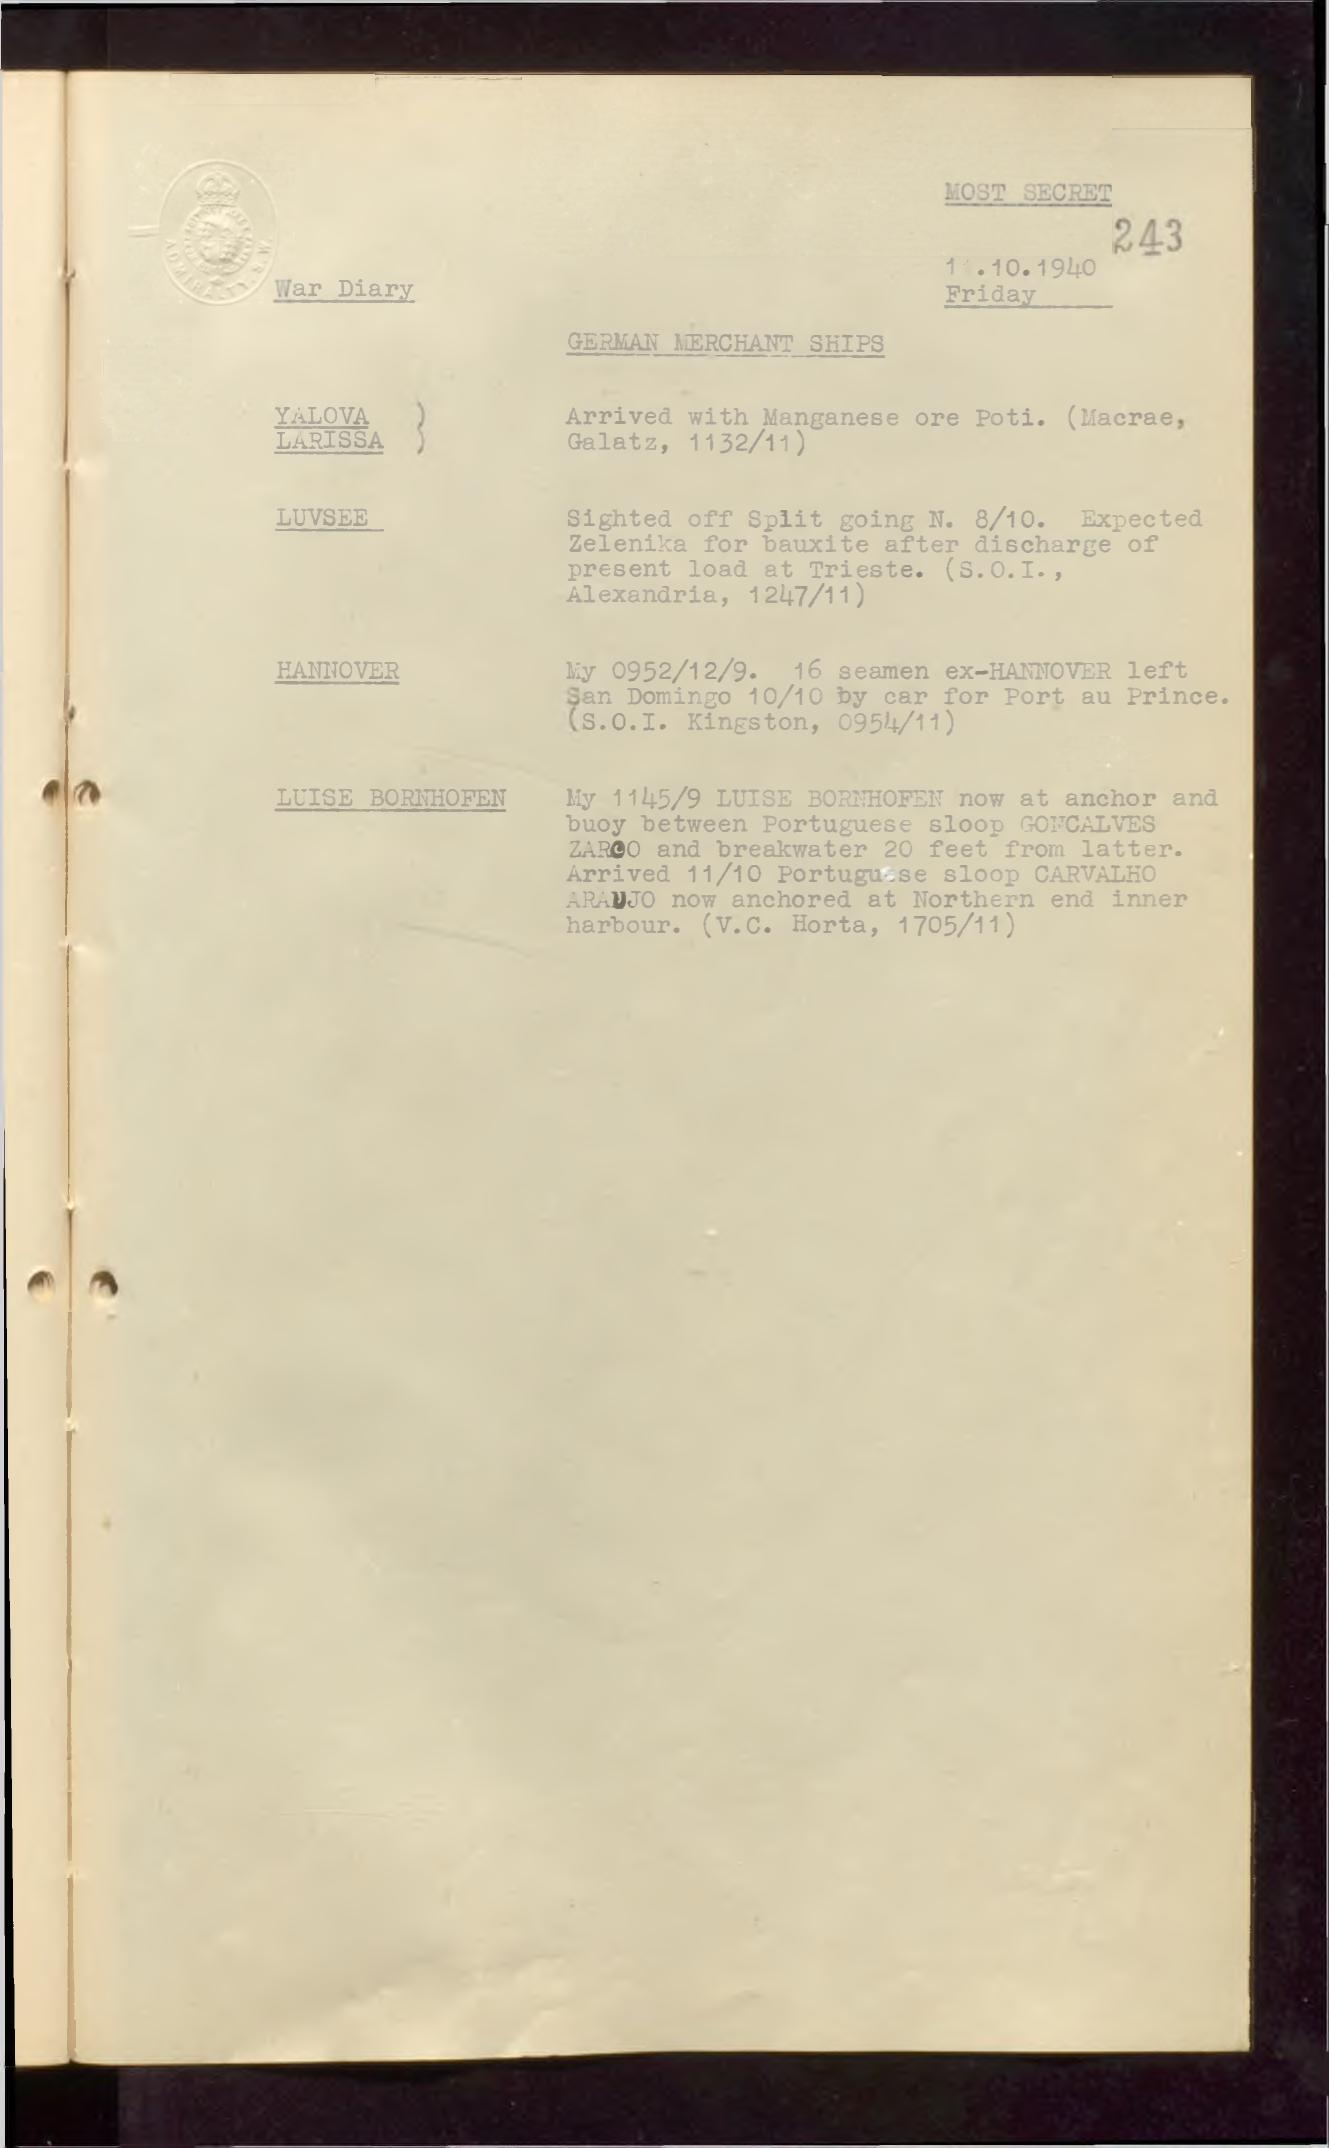 MOST SECRET
243
1 .10.1940
War Diary
Friday
GERMAN MERCHANT SHIPS
YALOVA )
LARISSA )
Arrived with Manganese ore Poti. (Macrae,
Galatz, 1132/11)
LUVSEE
Sighted off Split going N. 8/10. Expected
Zelenika for bauxite after discharge of
present load at Trieste. (S.O.I.,
Alexandria, 1247/11)
HANNOVER
My 0952/12/9. 16 seamen ex-HANNOVER left
San Domingo 10/10 by car for Port au Prince.
(S.O.I. Kingston, 0954/11)
LUISE BORNHOFEN
My 1145/9 LUISE BORNHOFEN now at anchor and
buoy between Portuguese sloop GONCALVES
ZARCO and breakwater 20 feet from latter.
Arrived 11/10 Portuguese sloop CARVALHO
ARAUJO now anchored at Northern end inner
harbour. (V.C. Horta, 1705/11)
ADMIRALTY. S.W.